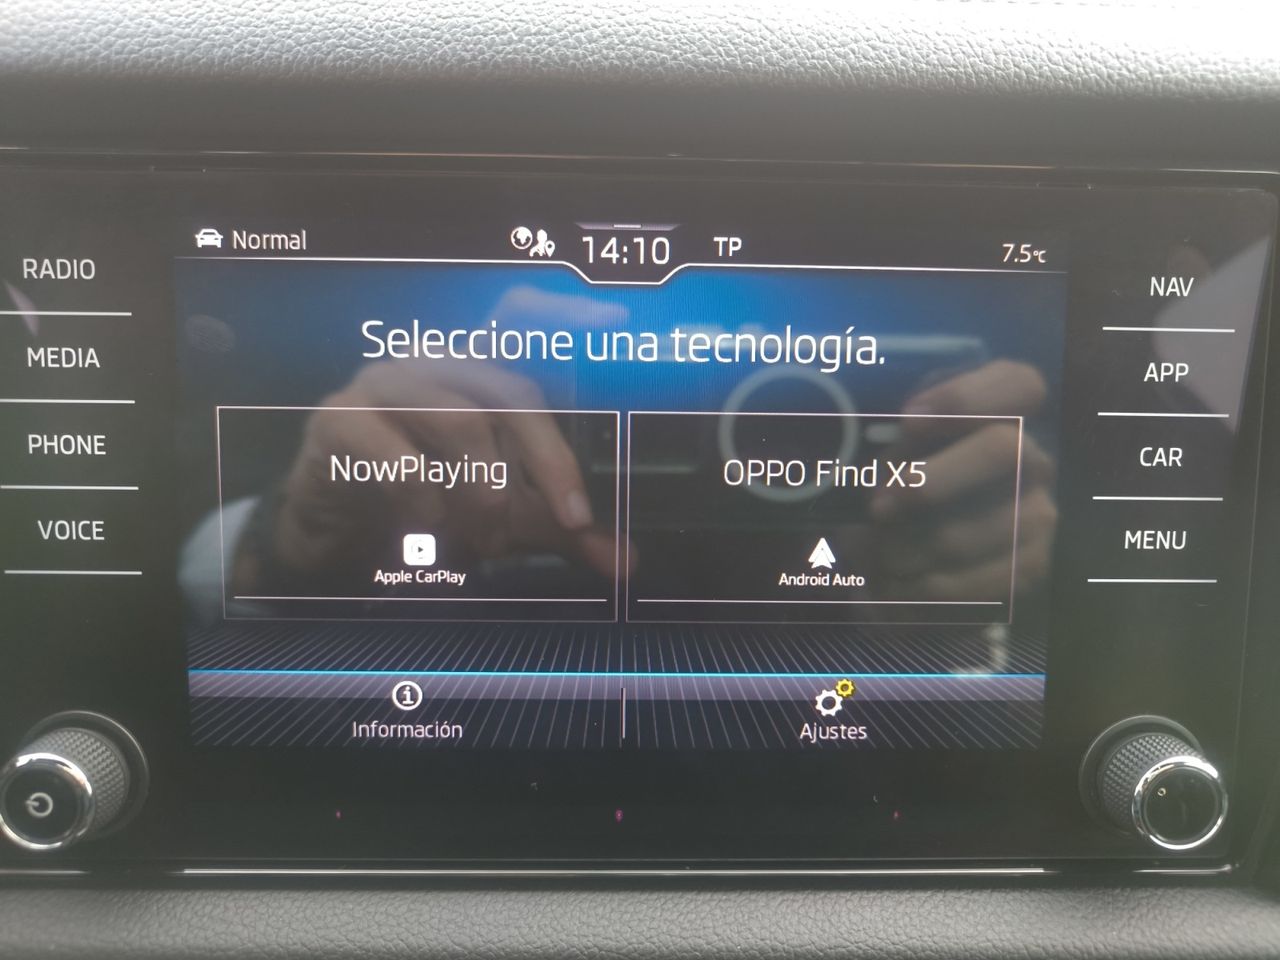 Normal
14:10
TP
7.5°C
RADIO
MEDIA
PHONE
VOICE
NAV
APP
CAR
MENU
Seleccione una tecnología.
NowPlaying
Apple CarPlay
OPPO Find X5
Android Auto
Información
Ajustes